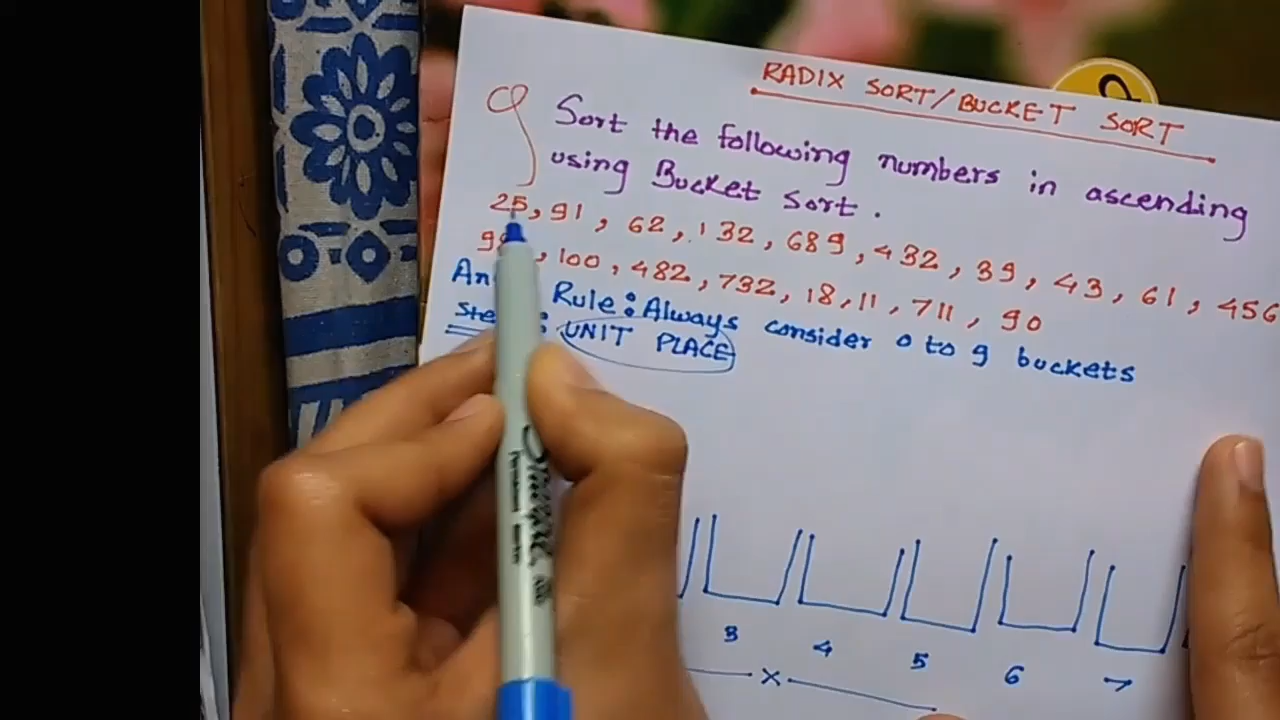 RADIX SORT/BUCKET SORT
Q Sort the following numbers in ascending
using Bucket sort.
25, 91, 62, 132, 689, 432, 39, 43, 61, 456
, 100, 482, 732, 18, 11, 711, 90
Rule: Always consider 0 to 9 buckets
UNIT PLACE
3 4 5 6 7
x
Sharpie